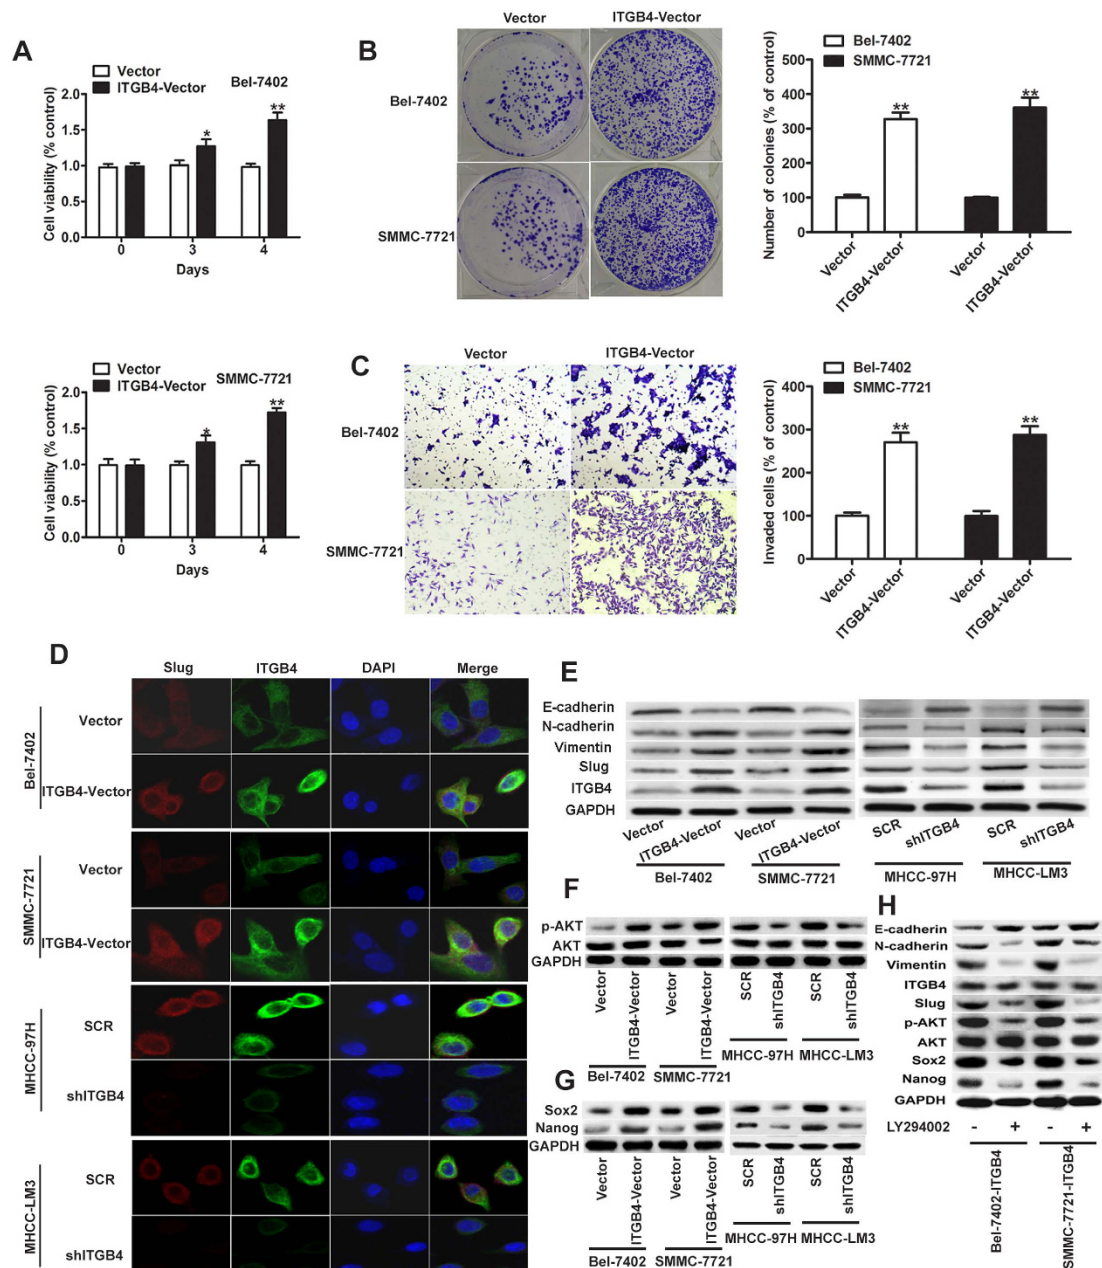 A
Vector
ITGB4-Vector
Bel-7402
Cell viability (% control)
2.0
1.5
1.0
0.5
0.0
*
**
0
3
4
Days
Vector
ITGB4-Vector
SMMC-7721
Cell viability (% control)
2.0
1.5
1.0
0.5
0.0
*
**
0
3
4
Days
B
Vector
ITGB4-Vector
Bel-7402
SMMC-7721
Bel-7402
SMMC-7721
Number of colonies (% of control)
500
400
300
200
100
0
**
**
Vector
ITGB4-Vector
Vector
ITGB4-Vector
C
Vector
ITGB4-Vector
Bel-7402
SMMC-7721
Bel-7402
SMMC-7721
Invaded cells (% of control)
400
300
200
100
0
**
**
Vector
ITGB4-Vector
Vector
ITGB4-Vector
D
Slug
ITGB4
DAPI
Merge
Bel-7402
Vector
ITGB4-Vector
SMMC-7721
Vector
ITGB4-Vector
MHCC-97H
SCR
shITGB4
MHCC-LM3
SCR
shITGB4
E
E-cadherin
N-cadherin
Vimentin
Slug
ITGB4
GAPDH
Vector
ITGB4-Vector
Vector
ITGB4-Vector
SCR
shITGB4
SCR
shITGB4
Bel-7402
SMMC-7721
MHCC-97H
MHCC-LM3
F
p-AKT
AKT
GAPDH
Vector
ITGB4-Vector
Vector
ITGB4-Vector
SCR
shITGB4
SCR
shITGB4
Bel-7402
SMMC-7721
MHCC-97H
MHCC-LM3
G
Sox2
Nanog
GAPDH
Vector
ITGB4-Vector
Vector
ITGB4-Vector
SCR
shITGB4
SCR
shITGB4
Bel-7402
SMMC-7721
MHCC-97H
MHCC-LM3
H
E-cadherin
N-cadherin
Vimentin
ITGB4
Slug
p-AKT
AKT
Sox2
Nanog
GAPDH
LY294002 - + - +
Bel-7402-ITGB4
SMMC-7721-ITGB4